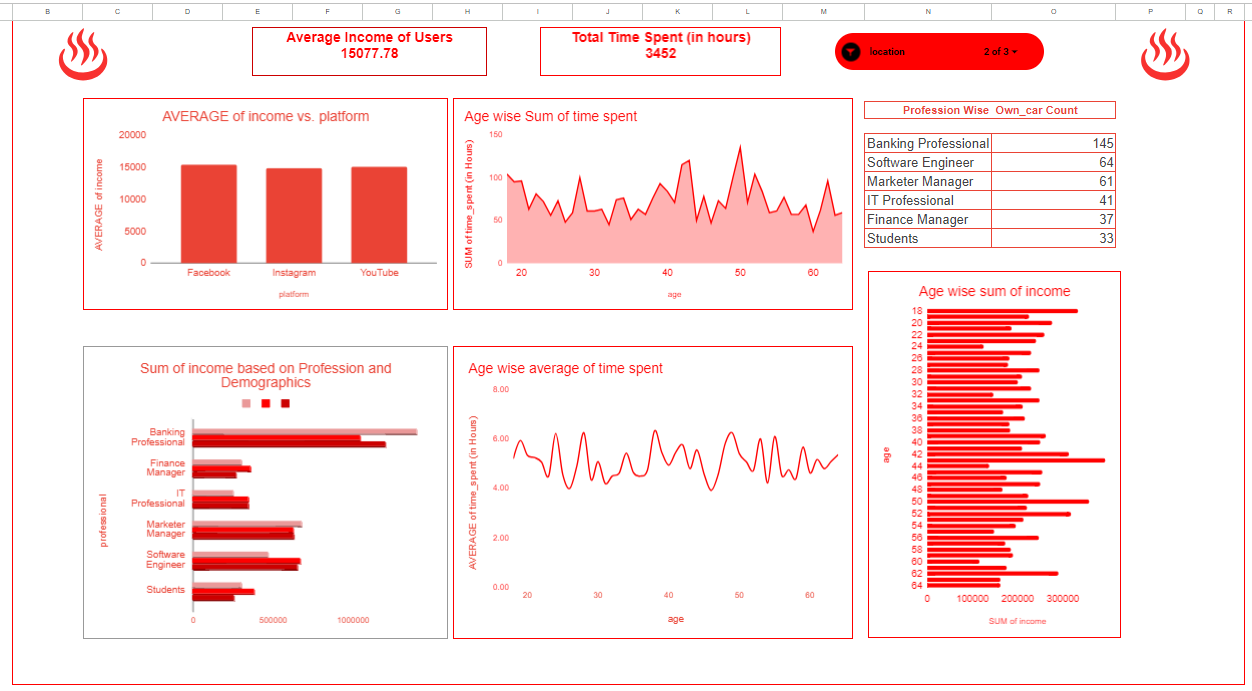 B C D E F G H I J K L M N O P Q R
Average Income of Users
15077.78
Total Time Spent (in hours)
3452
location 2 of 3
AVERAGE of income vs. platform
AVERAGE of income
20000
15000
10000
5000
0
Facebook Instagram YouTube
platform
Age wise Sum of time spent
SUM of time_spent (in Hours)
150
100
50
0
20 30 40 50 60
age
Profession Wise Own_car Count
Banking Professional 145
Software Engineer 64
Marketer Manager 61
IT Professional 41
Finance Manager 37
Students 33
Sum of income based on Profession and
Demographics
professional
Banking
Professional
Finance
Manager
IT
Professional
Marketer
Manager
Software
Engineer
Students
0 500000 1000000
Age wise average of time spent
AVERAGE of time_spent (in Hours)
8.00
6.00
4.00
2.00
0.00
20 30 40 50 60
age
Age wise sum of income
age
18
20
22
24
26
28
30
32
34
36
38
40
42
44
46
48
50
52
54
56
58
60
62
64
0 100000 200000 300000
SUM of income